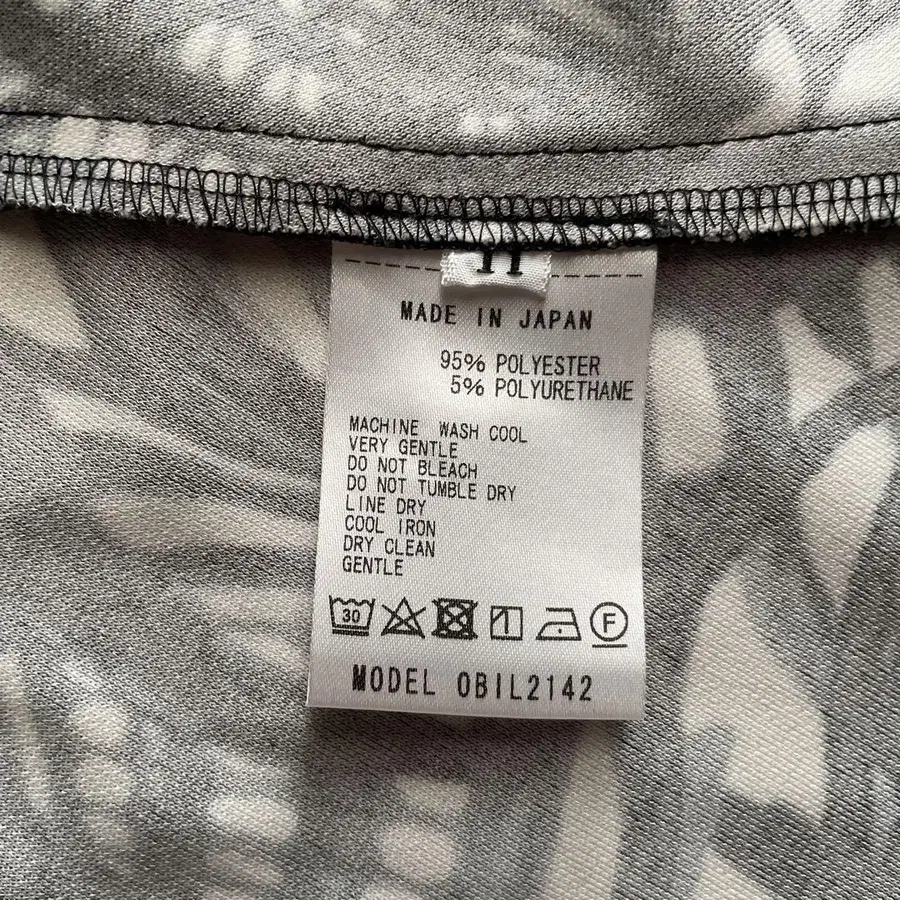 11
MADE IN JAPAN
95% POLYESTER
5% POLYURETHANE
MACHINE WASH COOL
VERY GENTLE
DO NOT BLEACH
DO NOT TUMBLE DRY
LINE DRY
COOL IRON
DRY CLEAN
GENTLE
30 F
MODEL OBIL2142